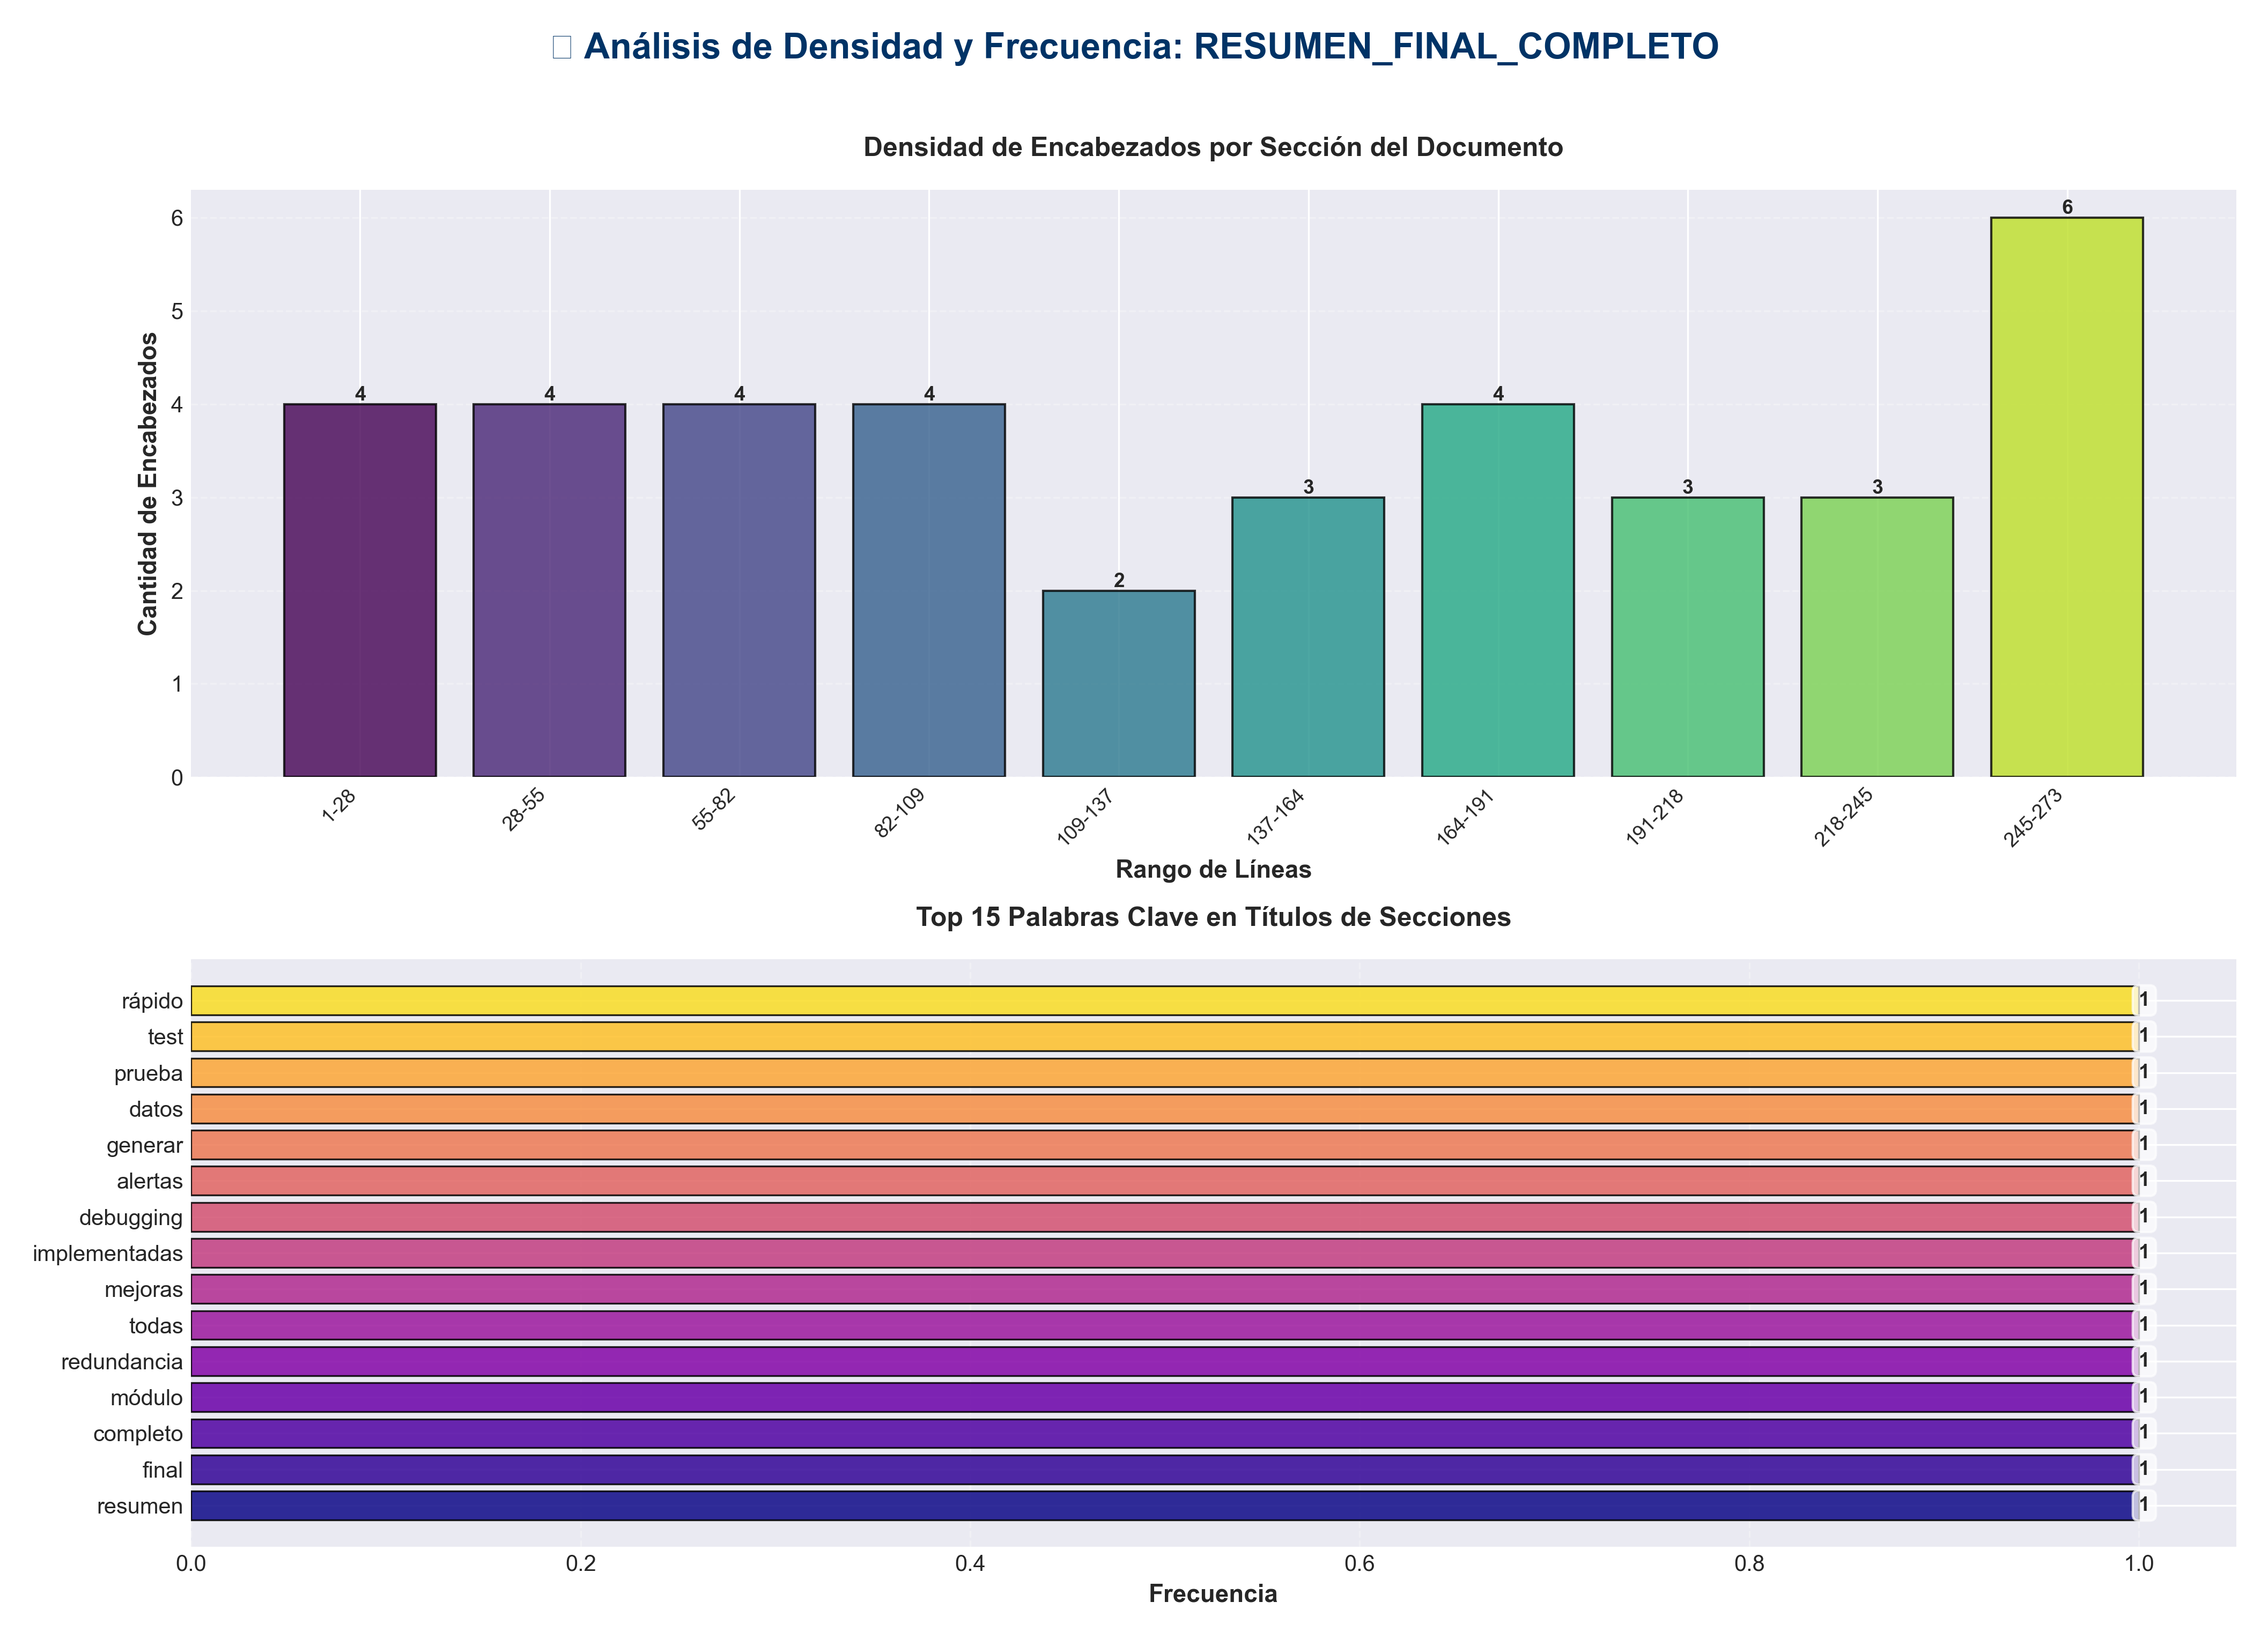 Análisis de Densidad y Frecuencia: RESUMEN_FINAL_COMPLETO
Densidad de Encabezados por Sección del Documento
Cantidad de Encabezados
6
5
4
3
2
1
0
4
4
4
4
2
3
4
3
3
6
1-28
28-55
55-82
82-109
109-137
137-164
164-191
191-218
218-245
245-273
Rango de Líneas
Top 15 Palabras Clave en Títulos de Secciones
rápido 1
test 1
prueba 1
datos 1
generar 1
alertas 1
debugging 1
implementadas 1
mejoras 1
todas 1
redundancia 1
módulo 1
completo 1
final 1
resumen 1
0.0 0.2 0.4 0.6 0.8 1.0
Frecuencia